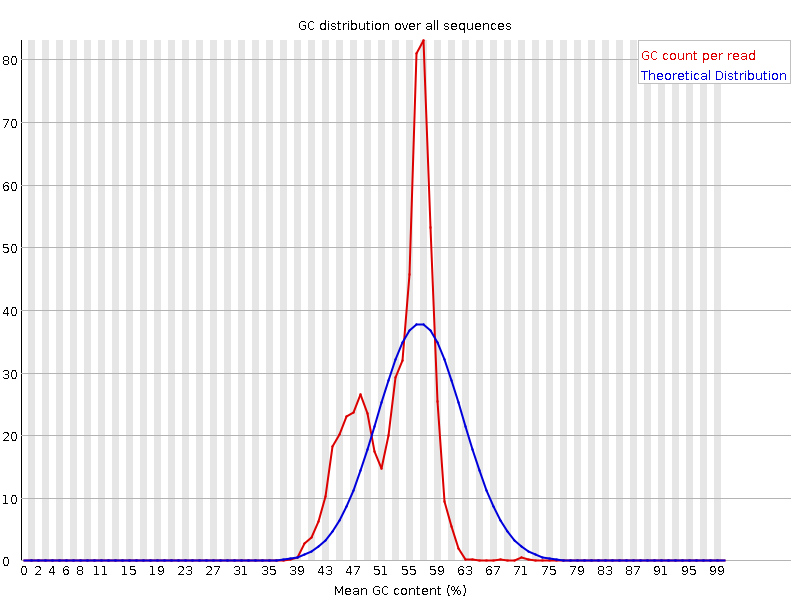 GC distribution over all sequences
GC count per read
Theoretical Distribution
80
70
60
50
40
30
20
10
0
0 2 4 6 8 11 15 19 23 27 31 35 39 43 47 51 55 59 63 67 71 75 79 83 87 91 95 99
Mean GC content (%)